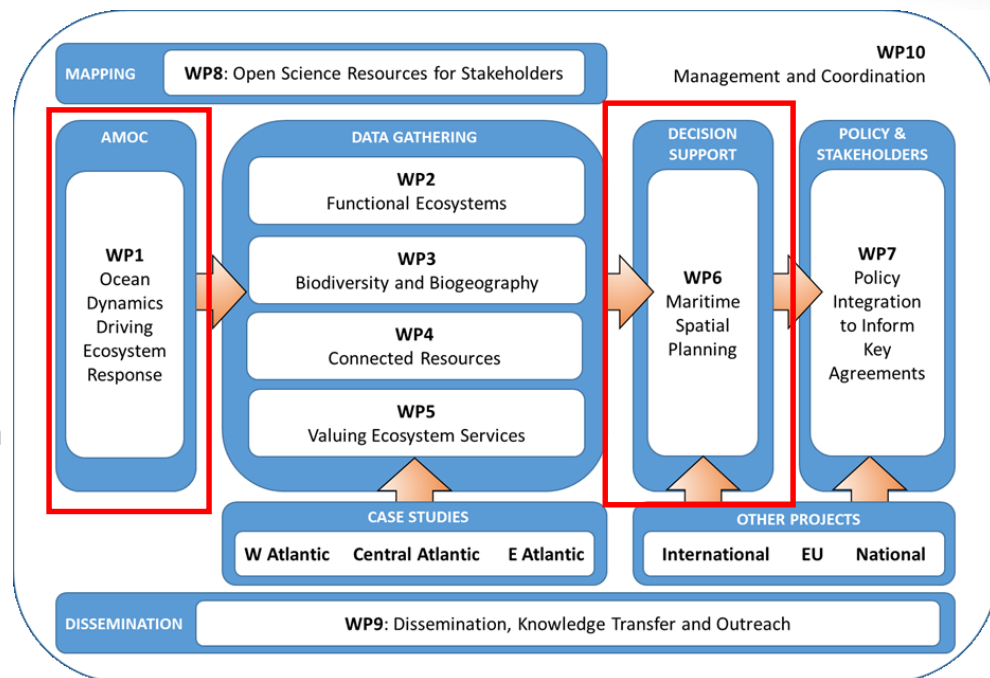 MAPPING
WP8: Open Science Resources for Stakeholders
WP10
Management and Coordination
AMOC
WP1
Ocean
Dynamics
Driving
Ecosystem
Response
DATA GATHERING
WP2
Functional Ecosystems
WP3
Biodiversity and Biogeography
WP4
Connected Resources
WP5
Valuing Ecosystem Services
DECISION
SUPPORT
WP6
Maritime
Spatial
Planning
POLICY &
STAKEHOLDERS
WP7
Policy
Integration
to Inform
Key
Agreements
CASE STUDIES
W Atlantic Central Atlantic E Atlantic
OTHER PROJECTS
International EU National
DISSEMINATION
WP9: Dissemination, Knowledge Transfer and Outreach